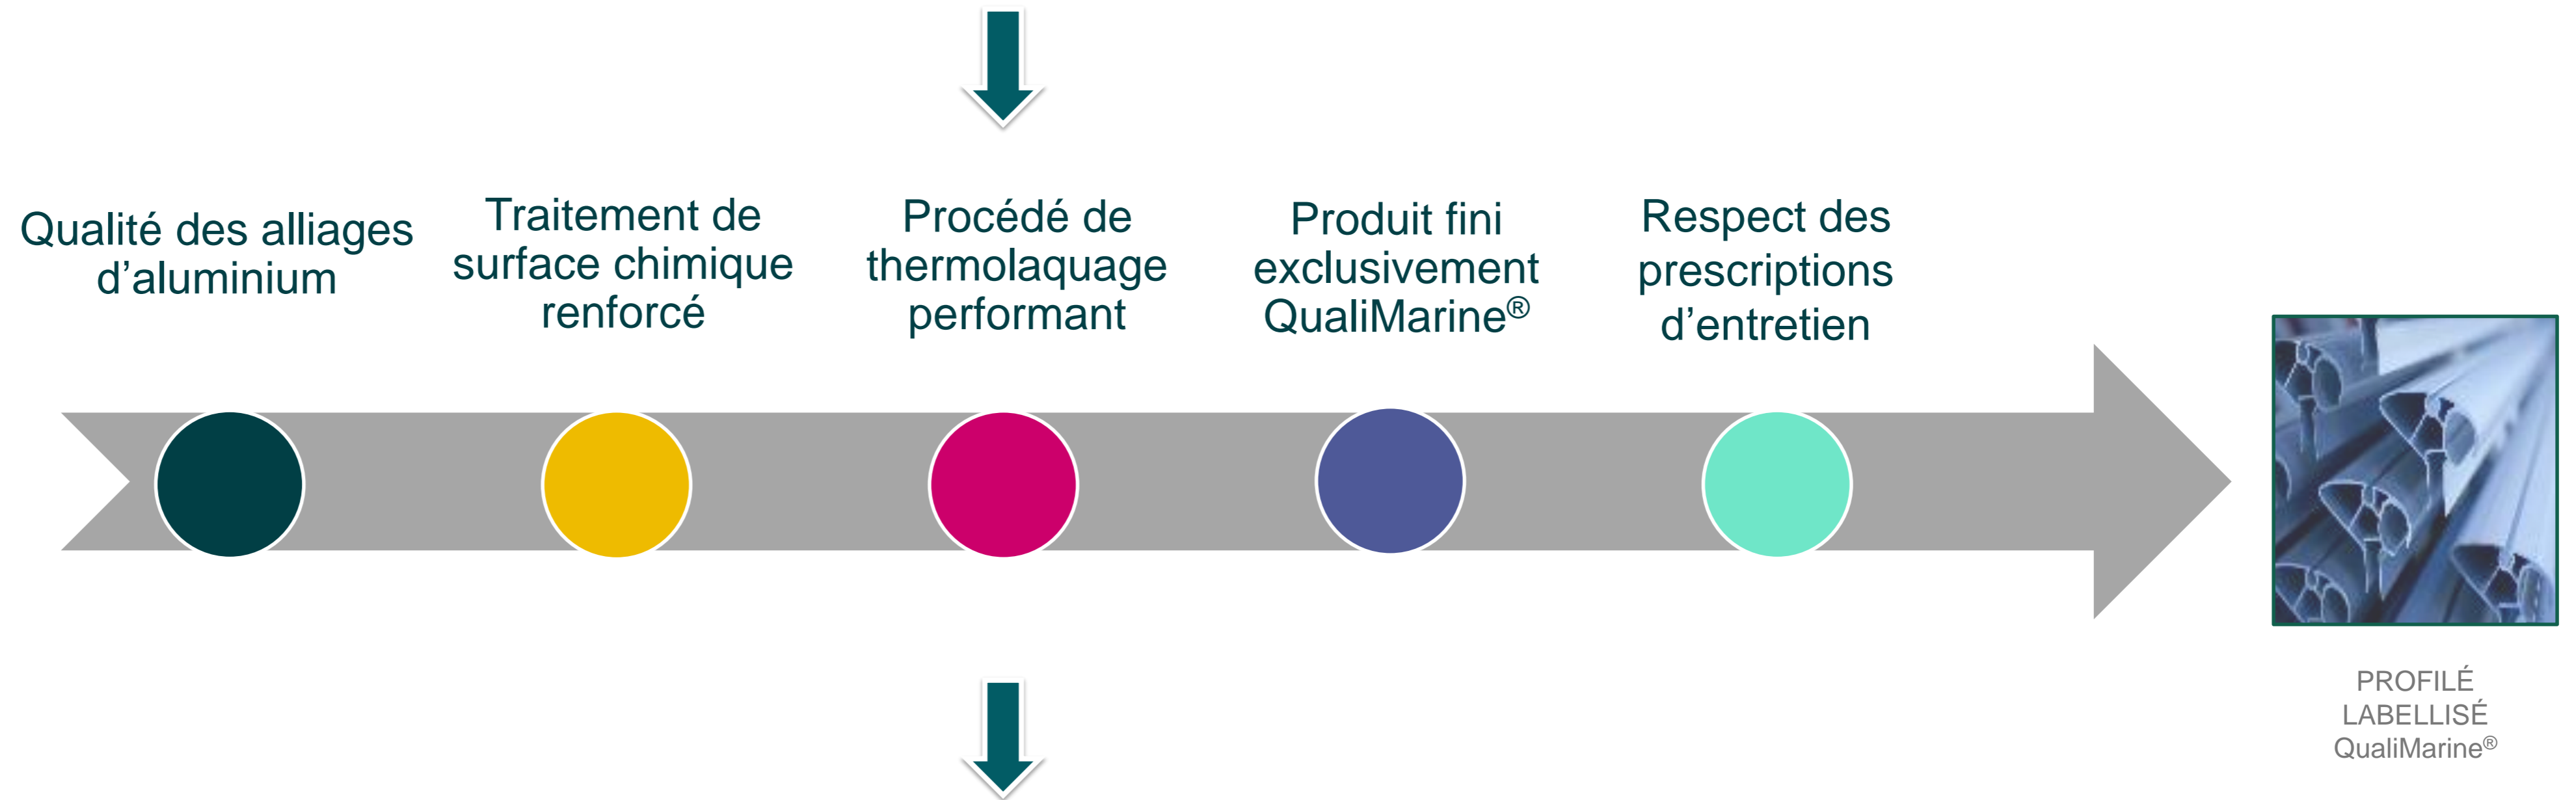 Qualité des alliages
d’aluminium
Traitement de
surface chimique
renforcé
Procédé de
thermolaquage
performant
Produit fini
exclusivement
QualiMarine®
Respect des
prescriptions
d’entretien
PROFILÉ
LABELLISÉ
QualiMarine®